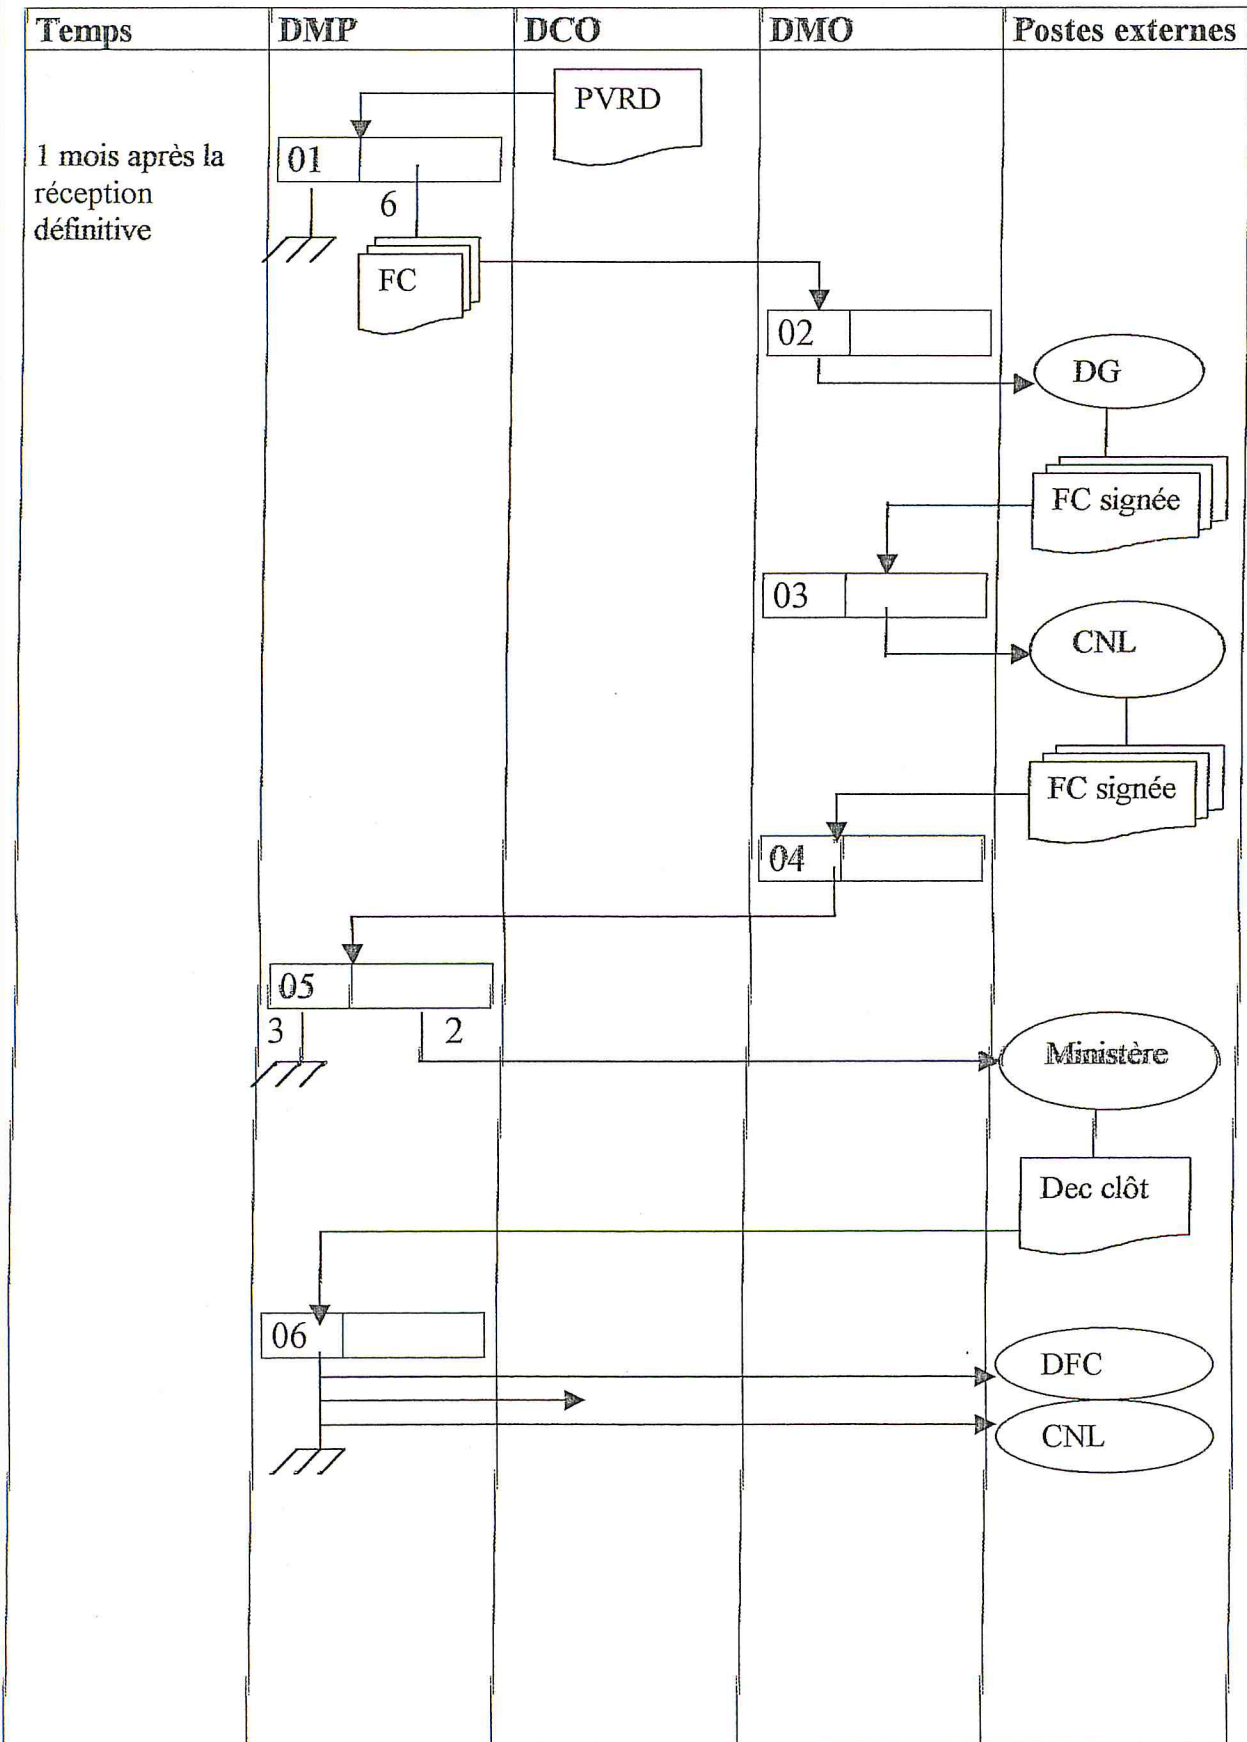 Temps DMP DCO DMO Postes externes
PVRD
1 mois après la
réception
définitive
01
6
FC
02
DG
FC signée
03
CNL
FC signée
04
05
3 2
Ministère
Dec clôt
06
DFC
CNL